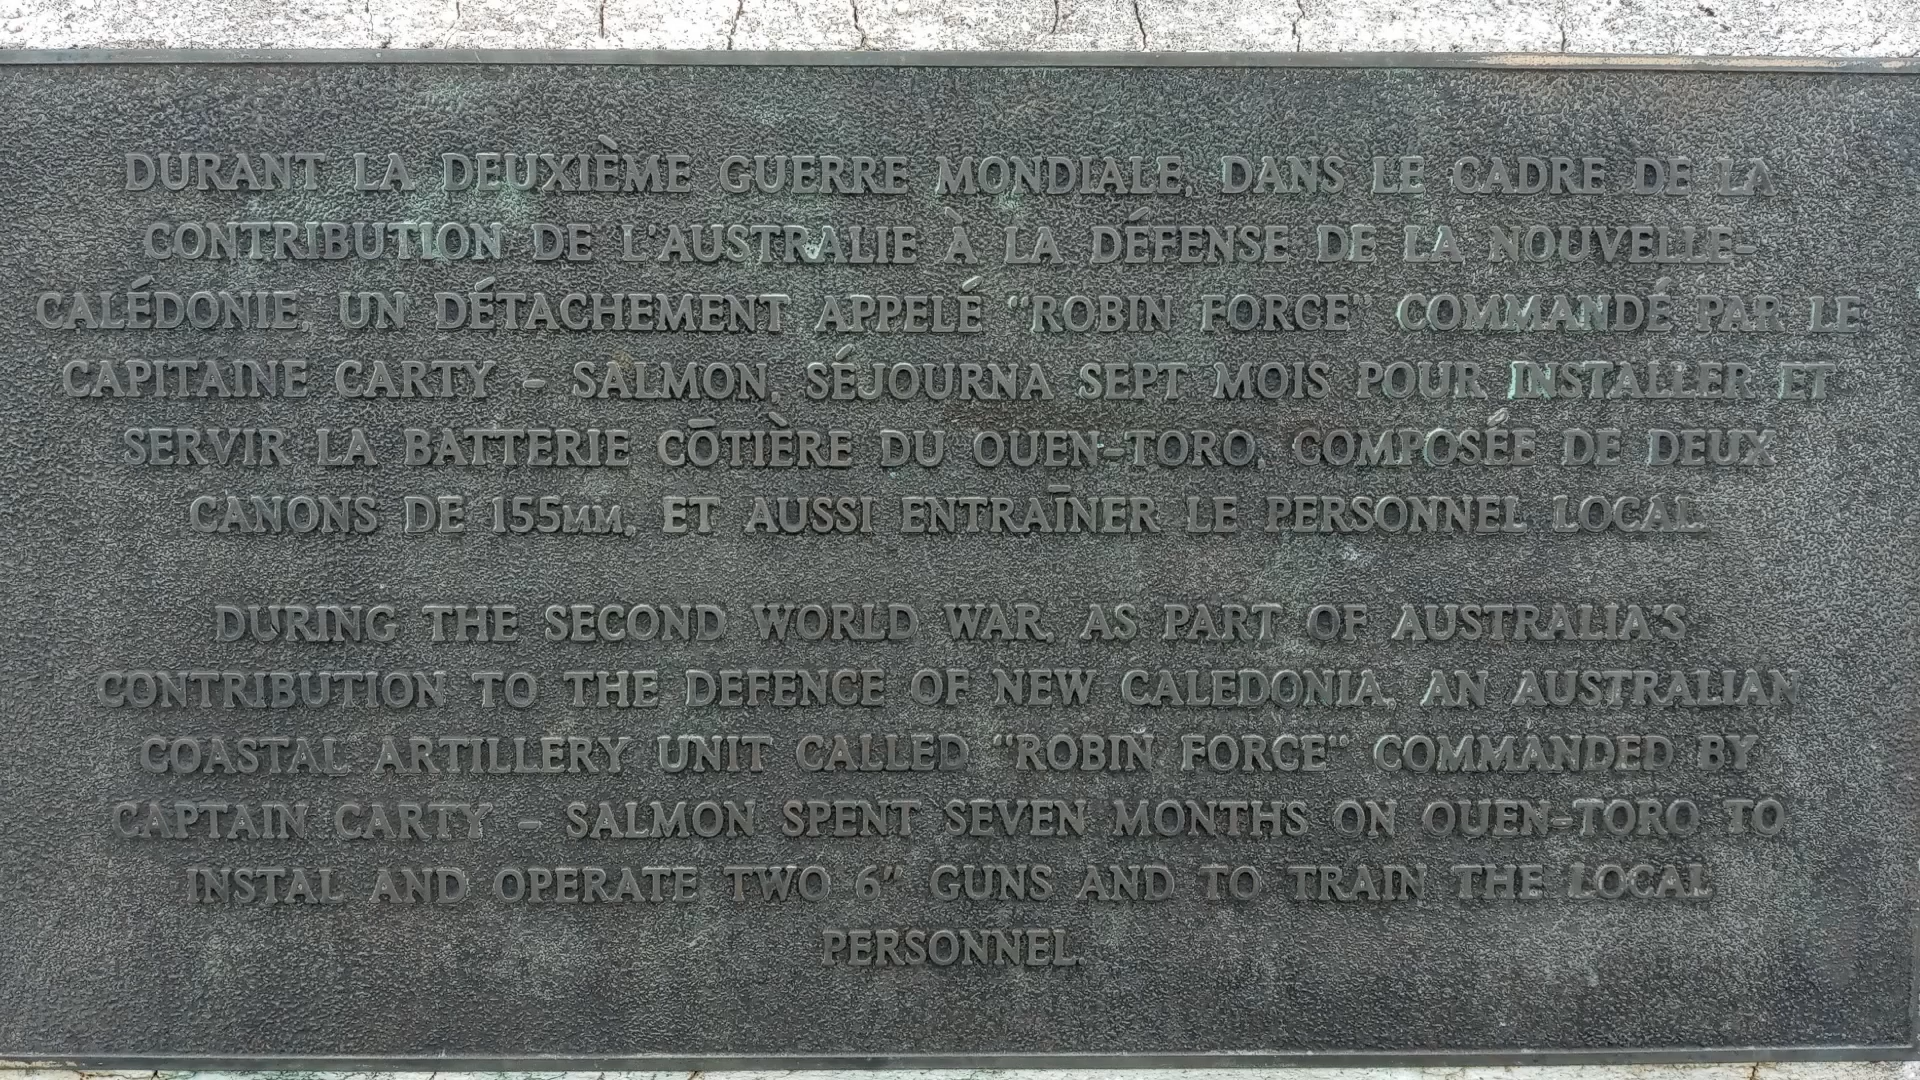 DURANT LA DEUXIÈME GUERRE MONDIALE, DANS LE CADRE DE LA
CONTRIBUTION DE L'AUSTRALIE À LA DÉFENSE DE LA NOUVELLE-
CALÉDONIE, UN DÉTACHEMENT APPELÉ "ROBIN FORCE" COMMANDÉ PAR LE
CAPITAINE CARTY - SALMON, SÉJOURNA SEPT MOIS POUR INSTALLER ET
SERVIR LA BATTERIE CŌTIÈRE DU OUEN-TORO, COMPOSÉE DE DEUX
CANONS DE 155MM, ET AUSSI ENTRAĪNER LE PERSONNEL LOCAL.
DURING THE SECOND WORLD WAR, AS PART OF AUSTRALIA'S
CONTRIBUTION TO THE DEFENCE OF NEW CALEDONIA, AN AUSTRALIAN
COASTAL ARTILLERY UNIT CALLED "ROBIN FORCE" COMMANDED BY
CAPTAIN CARTY - SALMON SPENT SEVEN MONTHS ON OUEN-TORO TO
INSTAL AND OPERATE TWO 6" GUNS AND TO TRAIN THE LOCAL
PERSONNEL.